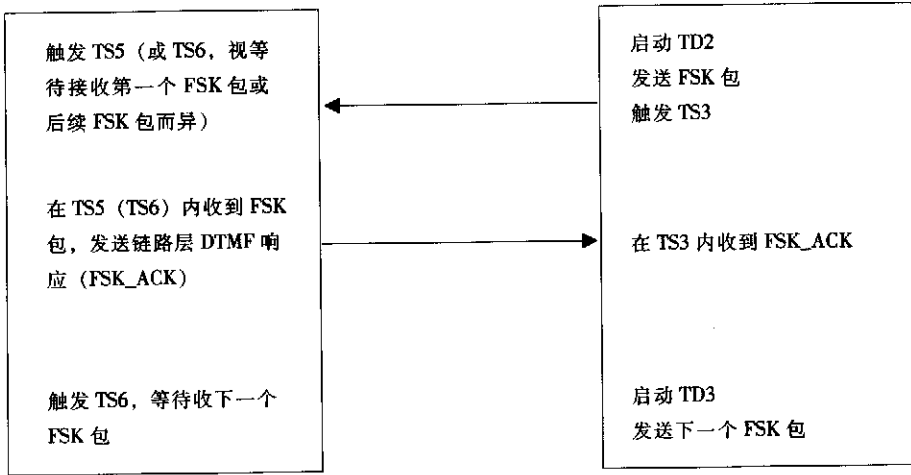 触发 TS5（或 TS6，视等
待接收第一个 FSK 包或
后续 FSK 包而异）
在 TS5（TS6）内收到 FSK
包，发送链路层 DTMF 响
应（FSK_ACK）
触发 TS6，等待收下一个
FSK 包
启动 TD2
发送 FSK 包
触发 TS3
在 TS3 内收到 FSK_ACK
启动 TD3
发送下一个 FSK 包